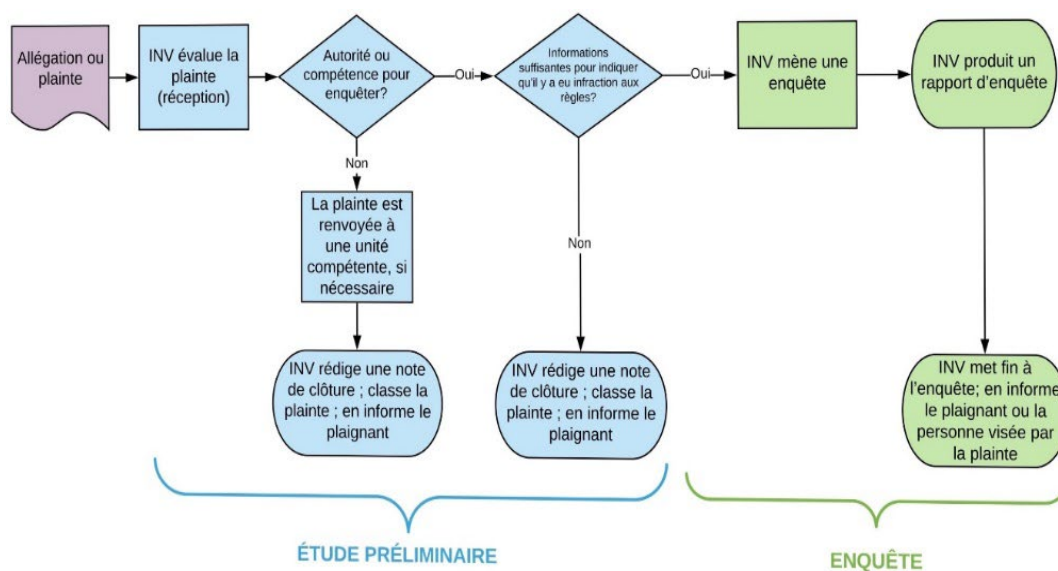 Allégation ou
plainte
INV évalue la
plainte
(réception)
Autorité ou
compétence pour
enquêter?
Oui
Informations
suffisantes pour indiquer
qu'il y a eu infraction aux
règles?
Oui
INV mène une
enquête
INV produit un
rapport d'enquête
Non
La plainte est
renvoyée à
une unité
compétente, si
nécessaire
Non
INV rédige une note
de clôture ; classe la
plainte ; en informe le
plaignant
INV rédige une note
de clôture ; classe la
plainte ; en informe le
plaignant
INV met fin à
l'enquête; en informe
le plaignant ou la
personne visée par
la plainte
ÉTUDE PRÉLIMINAIRE
ENQUÊTE